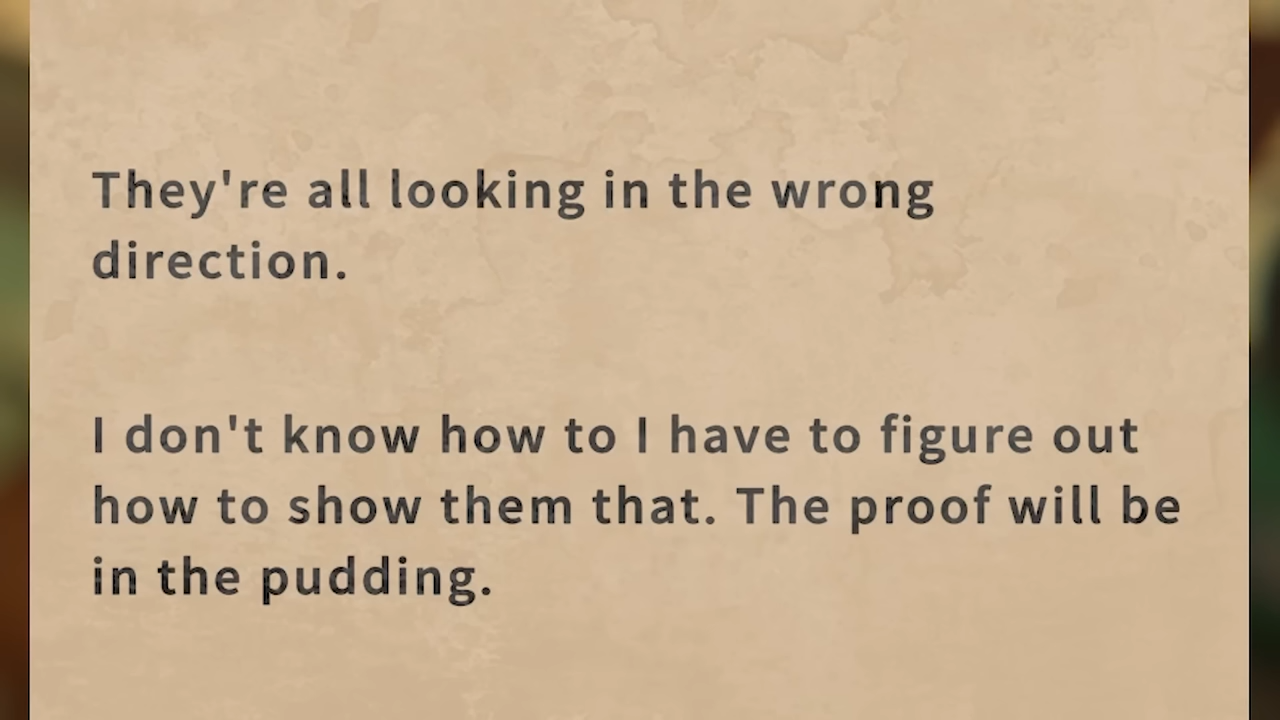 They're all looking in the wrong
direction.
I don't know how to I have to figure out
how to show them that. The proof will be
in the pudding.